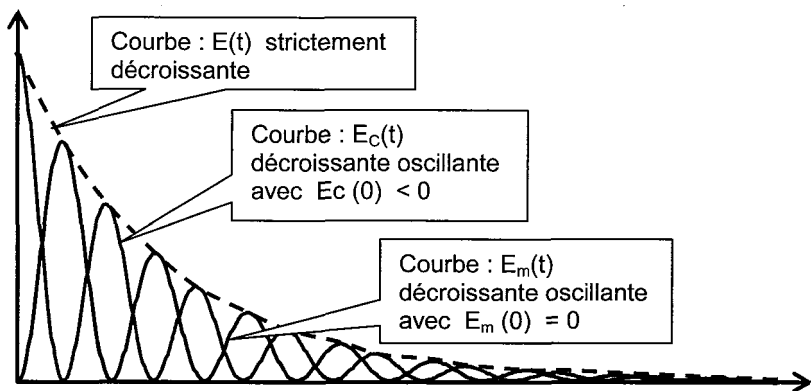 Courbe : E(t) strictement
décroissante
Courbe : E_C(t)
décroissante oscillante
avec Ec (0) < 0
Courbe : E_m(t)
décroissante oscillante
avec E_m (0) = 0